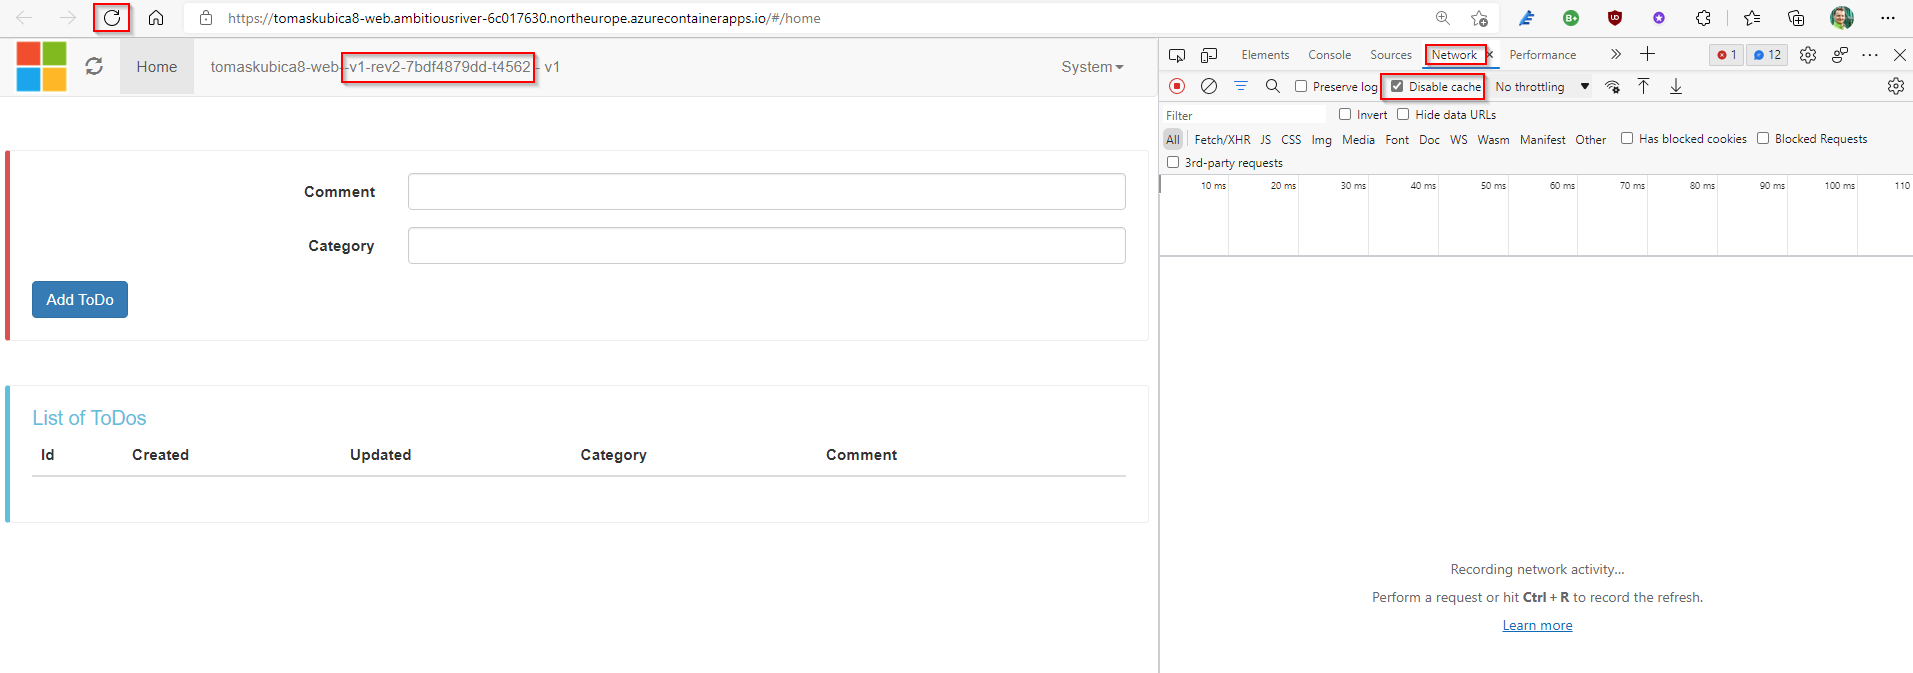 https://tomaskubica8-web.ambitiousriver-6c017630.northeurope.azurecontainerapps.io/#/home
Home
tomaskubica8-web--v1-rev2-7bdf4879dd-t4562 - v1
System
Comment
Category
Add ToDo
List of ToDos
Id Created Updated Category Comment
Elements Console Sources Network Performance 1 12
Preserve log Disable cache No throttling
Filter Invert Hide data URLs
All Fetch/XHR JS CSS Img Media Font Doc WS Wasm Manifest Other Has blocked cookies Blocked Requests
3rd-party requests
10 ms 20 ms 30 ms 40 ms 50 ms 60 ms 70 ms 80 ms 90 ms 100 ms 110
Recording network activity...
Perform a request or hit Ctrl + R to record the refresh.
Learn more